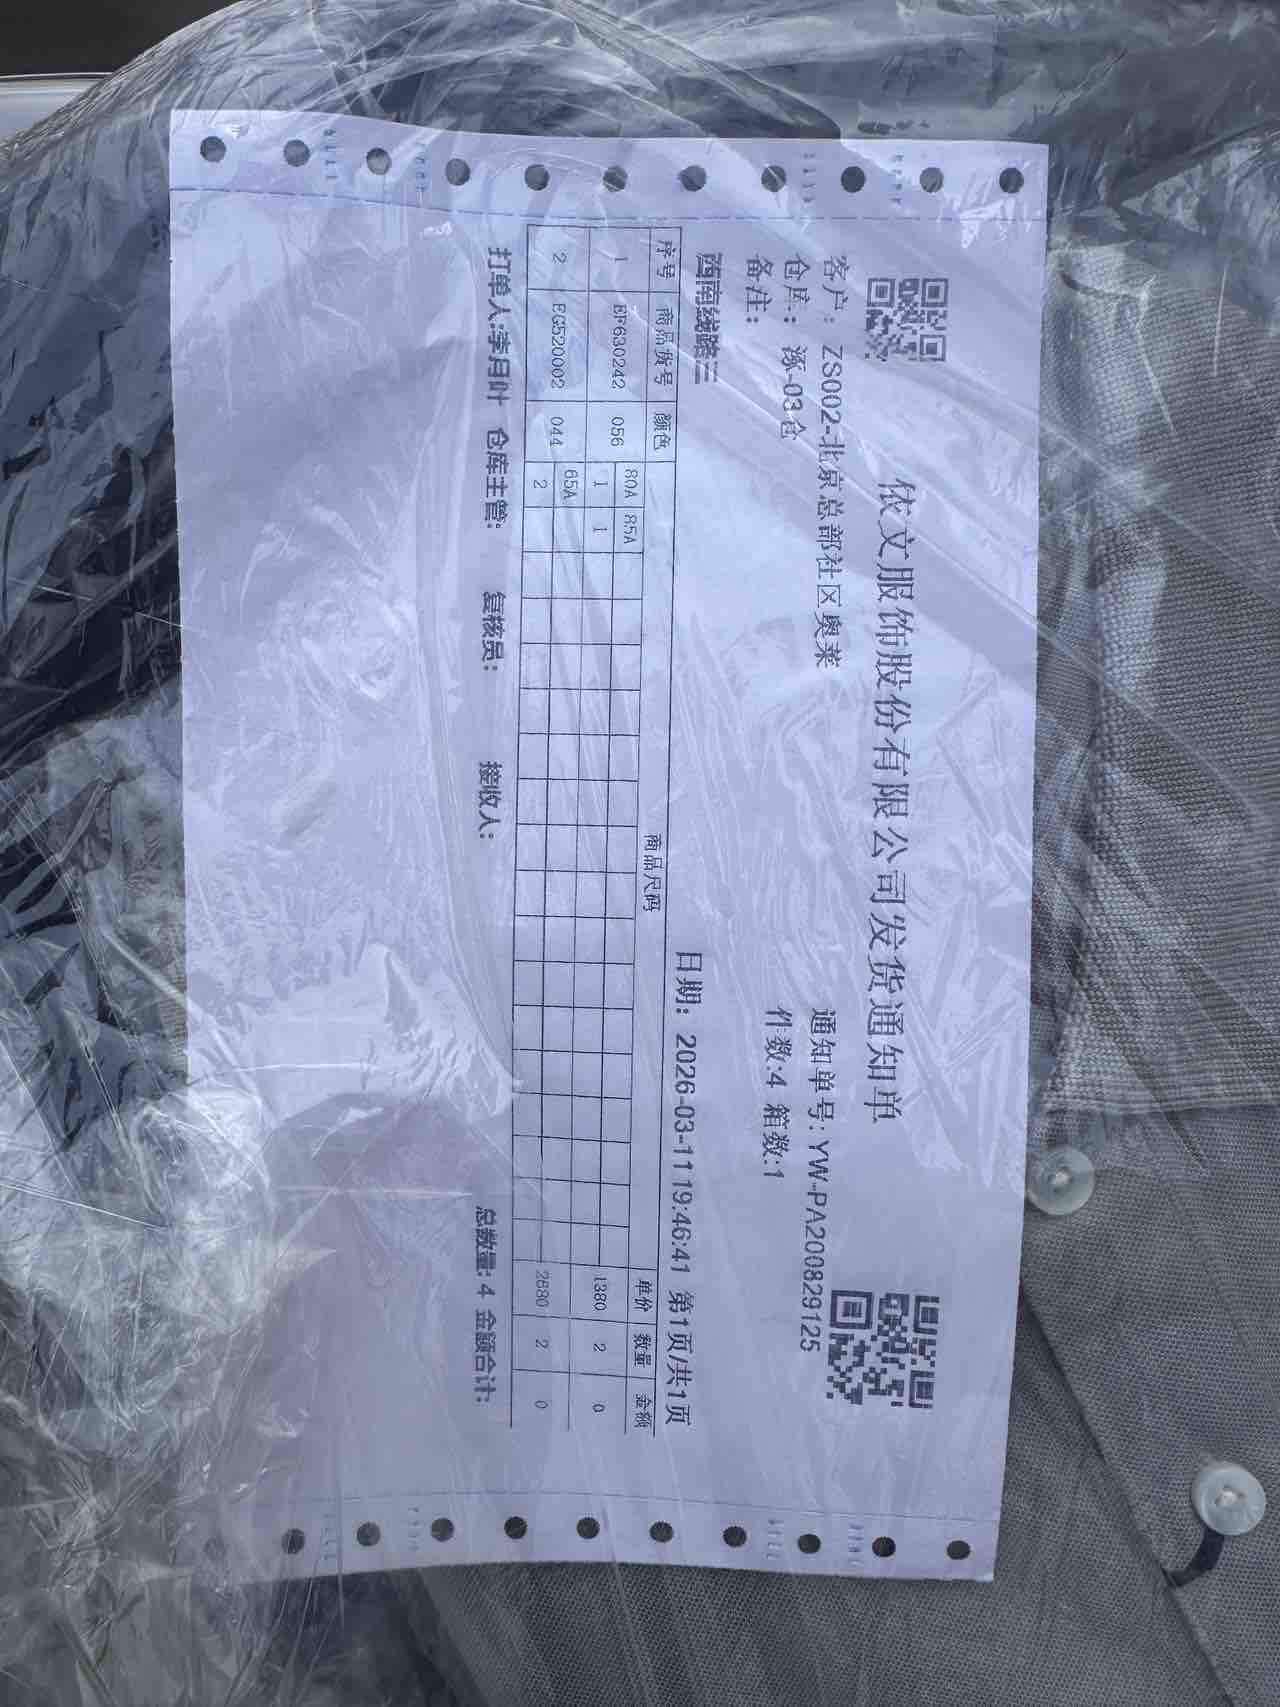 依文服饰股份有限公司发货通知单
客户: ZS002-北京总部社区奥莱 通知单号: YW-PA200829125
仓库: 涿-03仓 件数:4 箱数:1
备注:
西南线路三 日期: 2026-03-11 19:46:41 第1页/共1页
序号 商品货号 颜色 商品尺码 单价 数量 金额
80A 85A
1 EF630242 056 1 1 1380 2 0
65A
2 EG520002 044 2 2880 2 0
打单人:李月叶 仓库主管: 复核员: 接收人: 总数量: 4 金额合计: